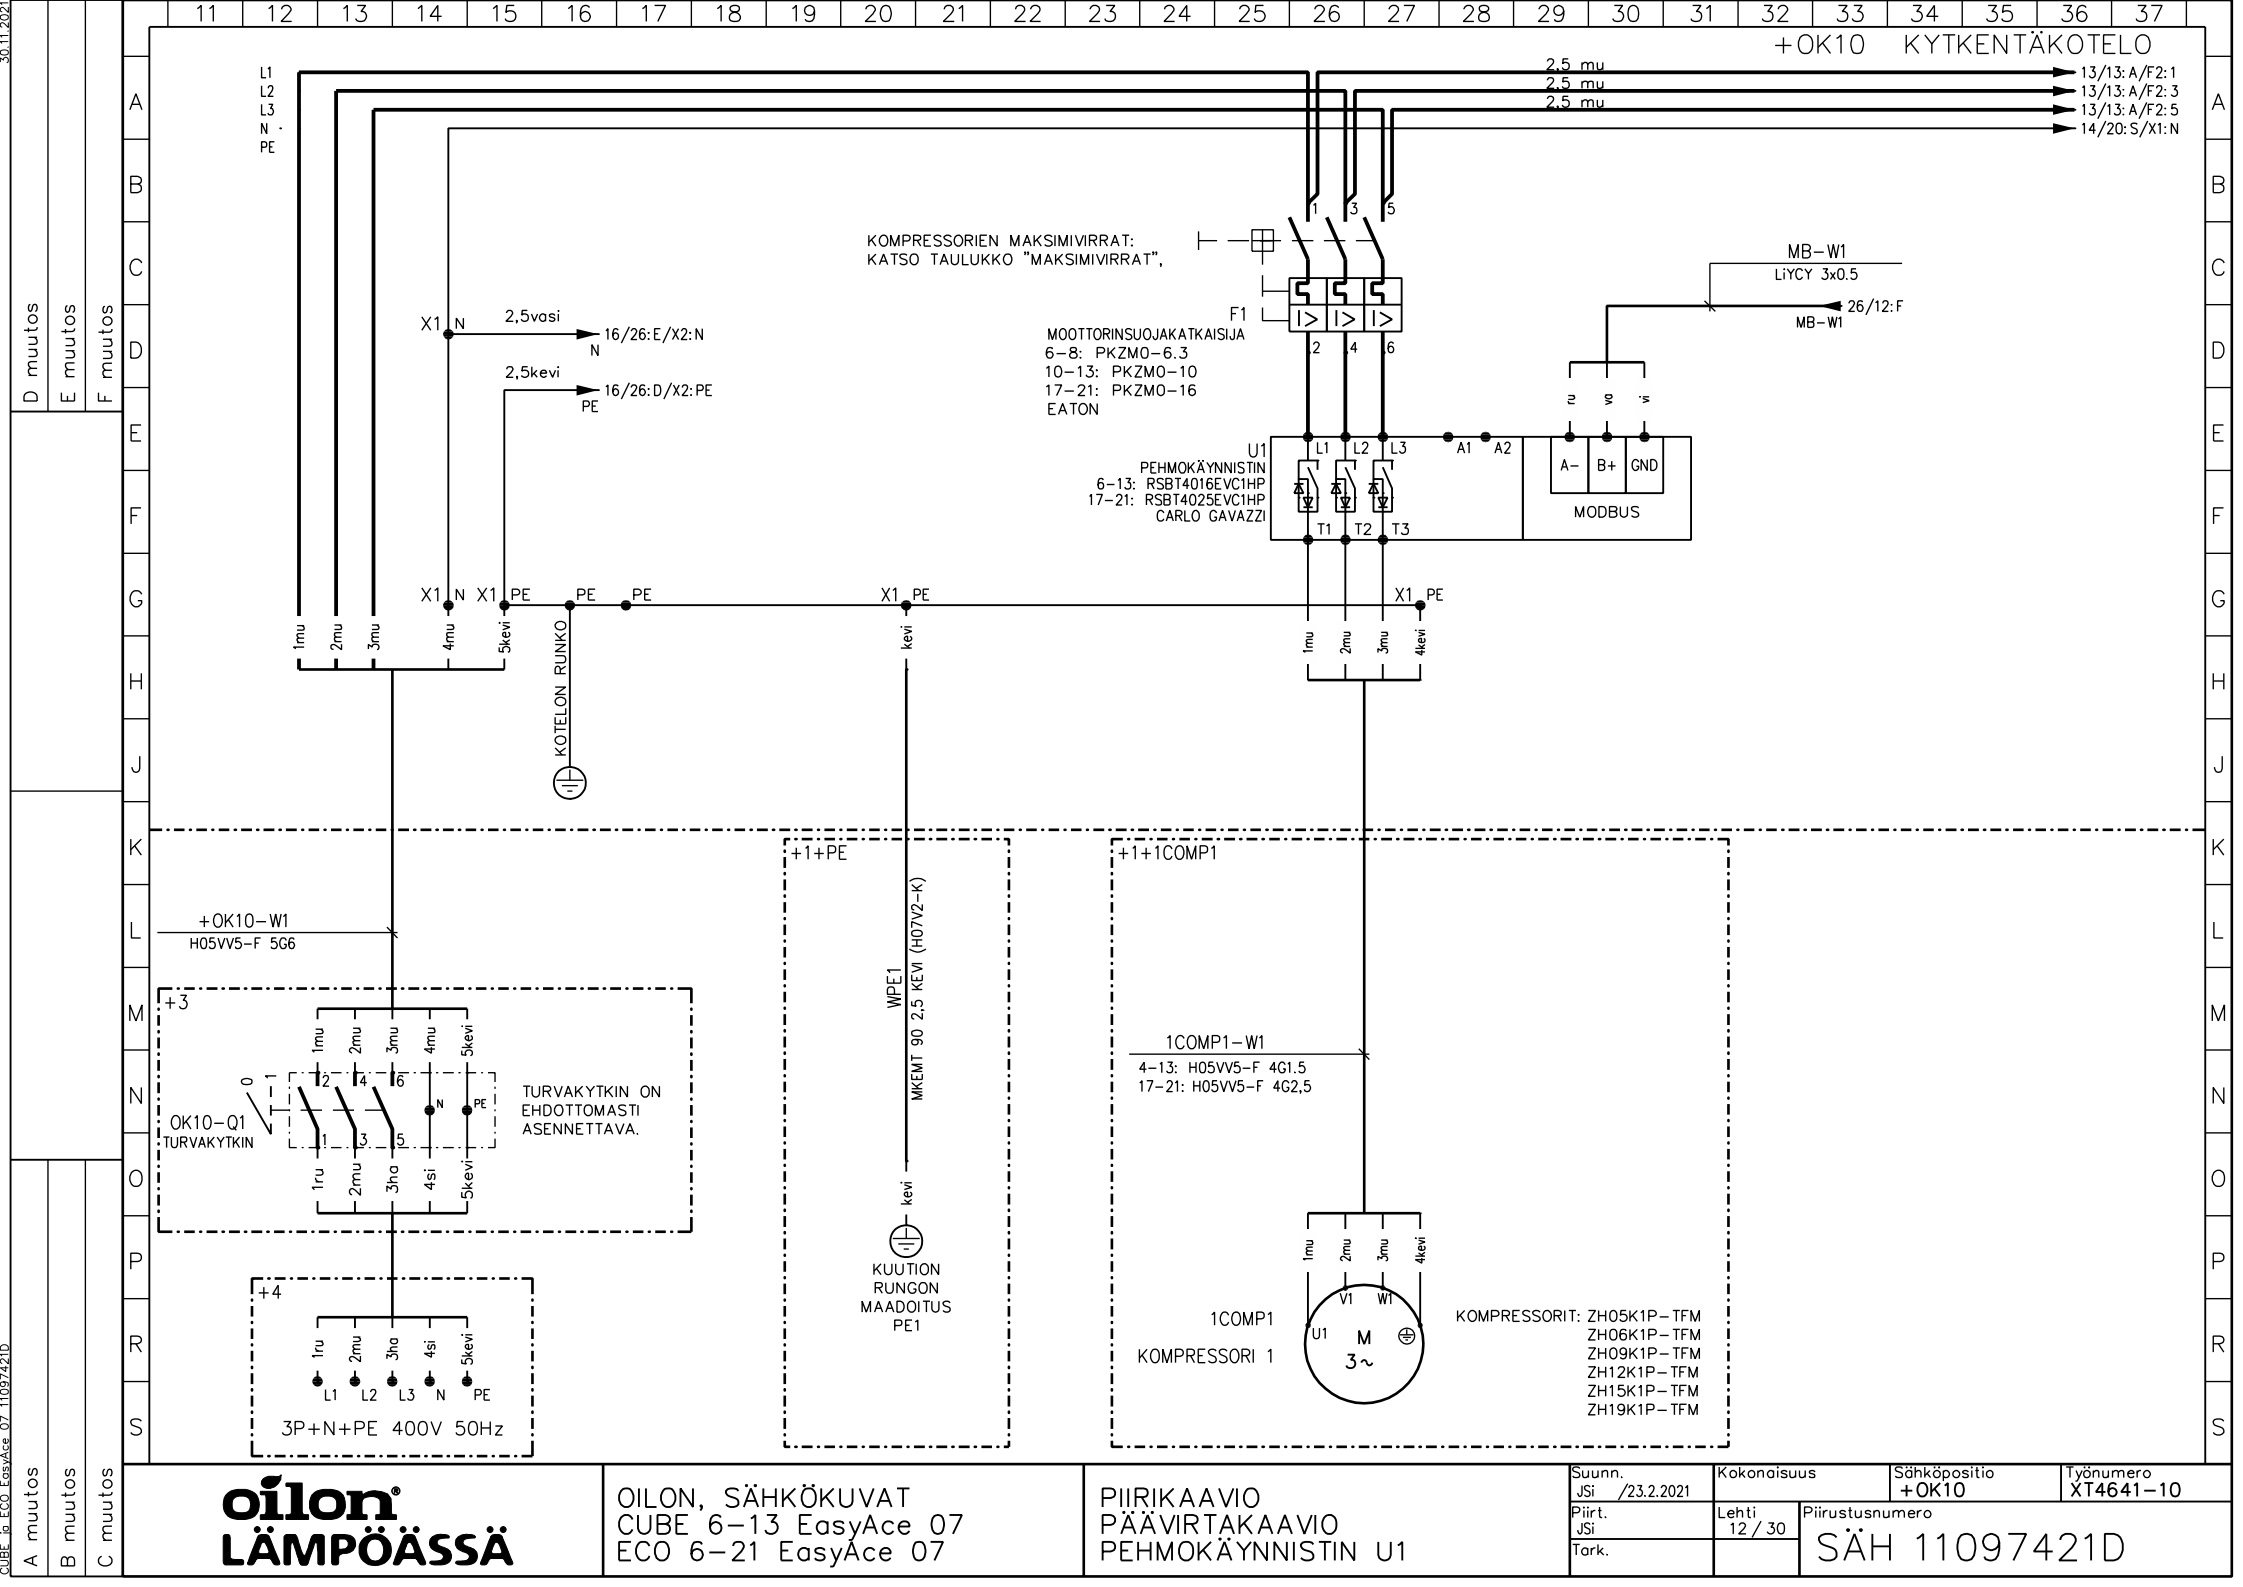 11 12 13 14 15 16 17 18 19 20 21 22 23 24 25 26 27 28 29 30 31 32 33 34 35 36 37
30.11.2021
+OK10 KYTKENTÄKOTELO
L1
L2
L3
N
PE
2,5 mu
2,5 mu
2,5 mu
13/13:A/F2:1
13/13:A/F2:3
13/13:A/F2:5
14/20:S/X1:N
A
B
C
D
E
F
G
H
J
K
L
M
N
O
P
R
S
A
B
C
D
E
F
G
H
J
K
L
M
N
O
P
R
S
D muutos
E muutos
F muutos
A muutos
B muutos
C muutos
CUBE ja ECO EasyAce 07 11097421D
1 3 5
KOMPRESSORIEN MAKSIMIVIRRAT:
KATSO TAULUKKO "MAKSIMIVIRRAT",
F1
I> I> I>
2 4 6
MOOTTORINSUOJAKATKAISIJA
6-8: PKZMO-6.3
10-13: PKZMO-10
17-21: PKZMO-16
EATON
MB-W1
LiYCY 3x0.5
26/12:F
MB-W1
ru va vi
X1 N
2,5vasi
16/26:E/X2:N
N
2,5kevi
16/26:D/X2:PE
PE
U1
PEHMOKÄYNNISTIN
6-13: RSBT4016EVC1HP
17-21: RSBT4025EVC1HP
CARLO GAVAZZI
L1 L2 L3 A1 A2
T1 T2 T3
A- B+ GND
MODBUS
X1 N X1 PE PE PE X1 PE X1 PE
1mu 2mu 3mu 4mu 5kevi
KOTELON RUNKO
kevi
1mu 2mu 3mu 4kevi
+1+PE
+1+1COMP1
+OK10-W1
H05VV5-F 5G6
WPE1
MKEMT 90 2,5 KEVI (H07V2-K)
+3
1mu 2mu 3mu 4mu 5kevi
0 1
2 4 6 N PE
OK10-Q1
TURVAKYTKIN
1 3 5
TURVAKYTKIN ON
EHDOTTOMASTI
ASENNETTAVA.
1ru 2mu 3ha 4si 5kevi
1COMP1-W1
4-13: H05VV5-F 4G1.5
17-21: H05VV5-F 4G2,5
kevi
KUUTION
RUNGON
MAADOITUS
PE1
+4
1ru 2mu 3ha 4si 5kevi
L1 L2 L3 N PE
3P+N+PE 400V 50Hz
1mu 2mu 3mu 4kevi
V1 W1
U1 M
3~
1COMP1
KOMPRESSORI 1
KOMPRESSORIT: ZH05K1P-TFM
ZH06K1P-TFM
ZH09K1P-TFM
ZH12K1P-TFM
ZH15K1P-TFM
ZH19K1P-TFM
oilon®
LÄMPÖÄSSÄ
OILON, SÄHKÖKUVAT
CUBE 6-13 EasyAce 07
ECO 6-21 EasyAce 07
PIIRIKAAVIO
PÄÄVIRTAKAAVIO
PEHMOKÄYNNISTIN U1
Suunn.
JSi /23.2.2021
Piirt.
JSi
Tark.
Kokonaisuus
Sähköpositio
+OK10
Työnumero
XT4641-10
Lehti
12 / 30
Piirustusnumero
SÄH 11097421D